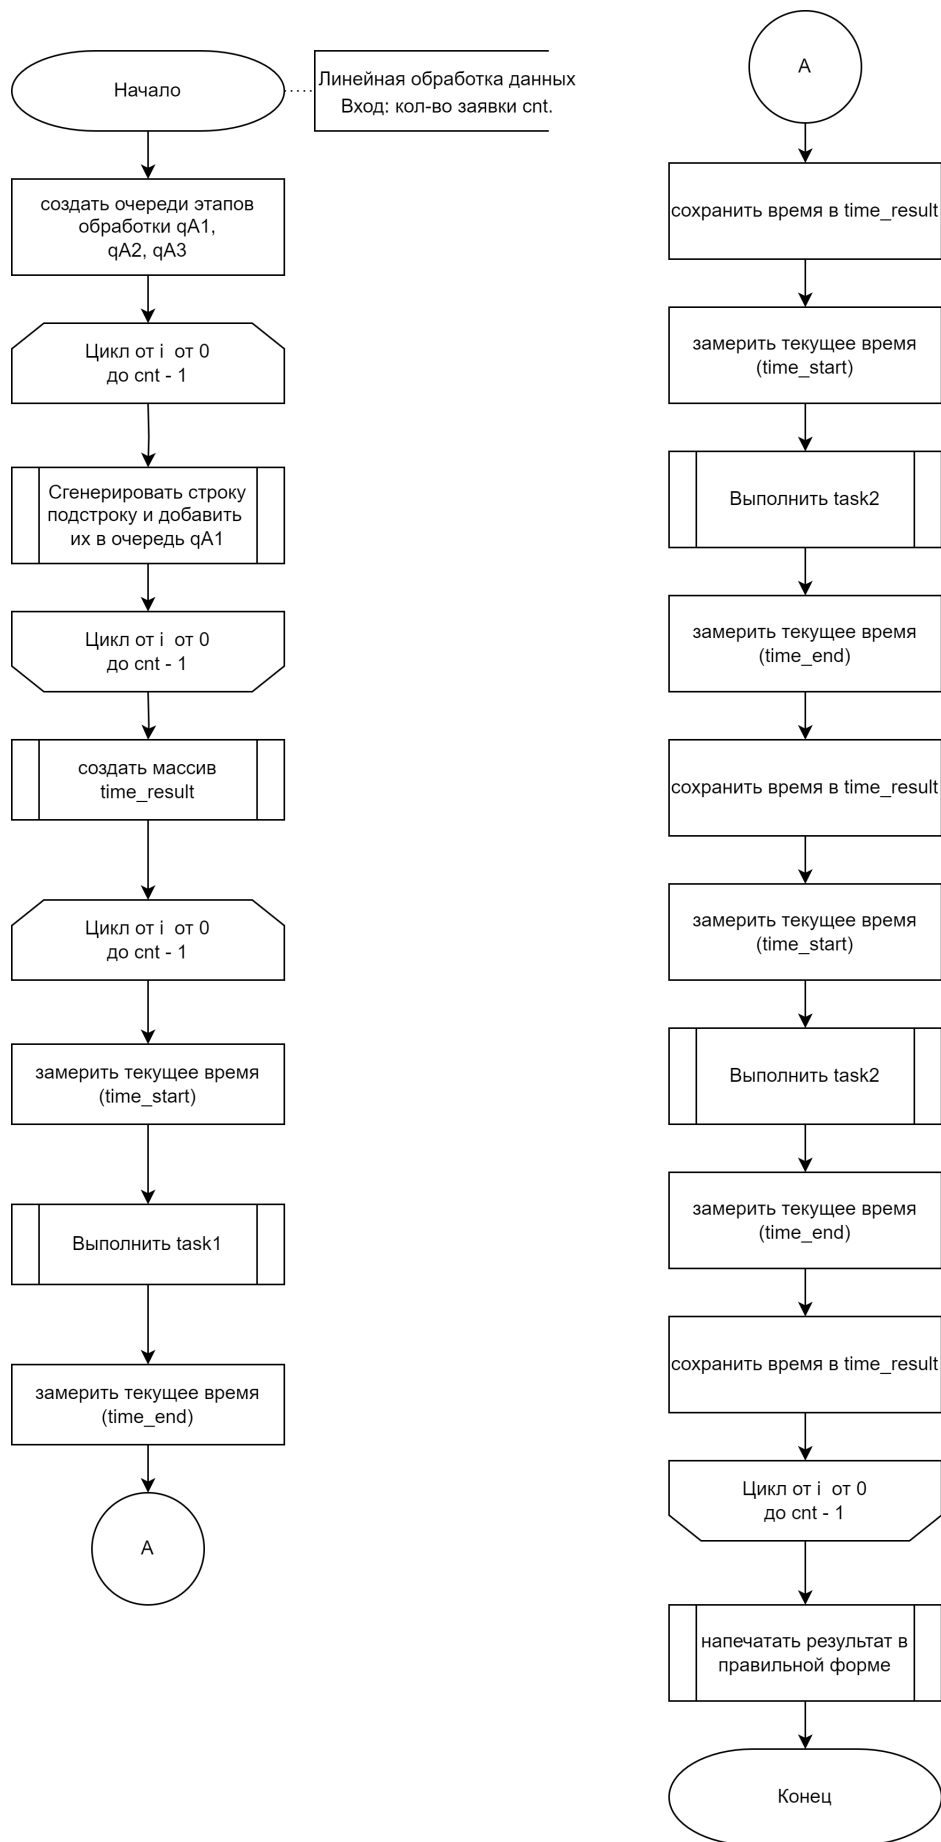 Начало
Линейная обработка данных
Вход: кол-во заявки cnt.
создать очереди этапов
обработки qA1,
qA2, qA3
Цикл от i от 0
до cnt - 1
Сгенерировать строку
подстроку и добавить
их в очередь qA1
Цикл от i от 0
до cnt - 1
создать массив
time_result
Цикл от i от 0
до cnt - 1
замерить текущее время
(time_start)
Выполнить task1
замерить текущее время
(time_end)
A
A
сохранить время в time_result
замерить текущее время
(time_start)
Выполнить task2
замерить текущее время
(time_end)
сохранить время в time_result
замерить текущее время
(time_start)
Выполнить task2
замерить текущее время
(time_end)
сохранить время в time_result
Цикл от i от 0
до cnt - 1
напечатать результат в
правильной форме
Конец